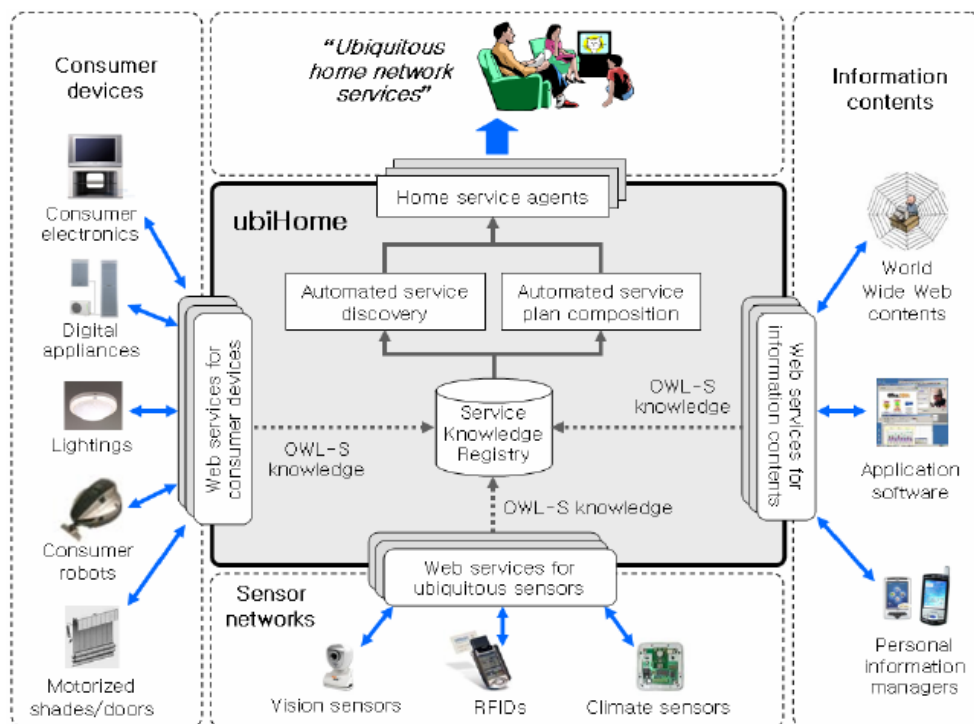 Consumer
devices
Consumer
electronics
Digital
appliances
Lightings
Consumer
robots
Motorized
shades/doors
"Ubiquitous
home network
services"
ubiHome
Home service agents
Automated service
discovery
Automated service
plan composition
Service
Knowledge
Registry
OWL-S
knowledge
OWL-S
knowledge
OWL-S knowledge
Web services for
consumer devices
Web services for
information contents
Web services for
ubiquitous sensors
Sensor
networks
Vision sensors
RFIDs
Climate sensors
Information
contents
World
Wide Web
contents
Application
software
Personal
information
managers